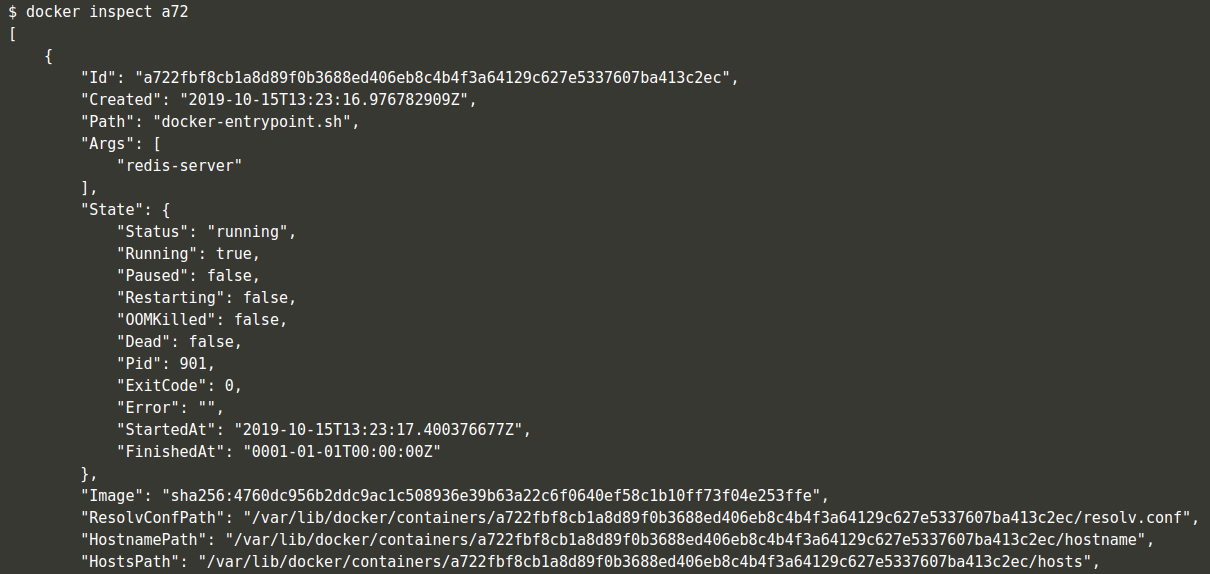 $ docker inspect a72
[
    {
        "Id": "a722fbf8cb1a8d89f0b3688ed406eb8c4b4f3a64129c627e5337607ba413c2ec",
        "Created": "2019-10-15T13:23:16.976782909Z",
        "Path": "docker-entrypoint.sh",
        "Args": [
            "redis-server"
        ],
        "State": {
            "Status": "running",
            "Running": true,
            "Paused": false,
            "Restarting": false,
            "OOMKilled": false,
            "Dead": false,
            "Pid": 901,
            "ExitCode": 0,
            "Error": "",
            "StartedAt": "2019-10-15T13:23:17.400376677Z",
            "FinishedAt": "0001-01-01T00:00:00Z"
        },
        "Image": "sha256:4760dc956b2ddc9ac1c508936e39b63a22c6f0640ef58c1b10ff73f04e253ffe",
        "ResolvConfPath": "/var/lib/docker/containers/a722fbf8cb1a8d89f0b3688ed406eb8c4b4f3a64129c627e5337607ba413c2ec/resolv.conf",
        "HostnamePath": "/var/lib/docker/containers/a722fbf8cb1a8d89f0b3688ed406eb8c4b4f3a64129c627e5337607ba413c2ec/hostname",
        "HostsPath": "/var/lib/docker/containers/a722fbf8cb1a8d89f0b3688ed406eb8c4b4f3a64129c627e5337607ba413c2ec/hosts",